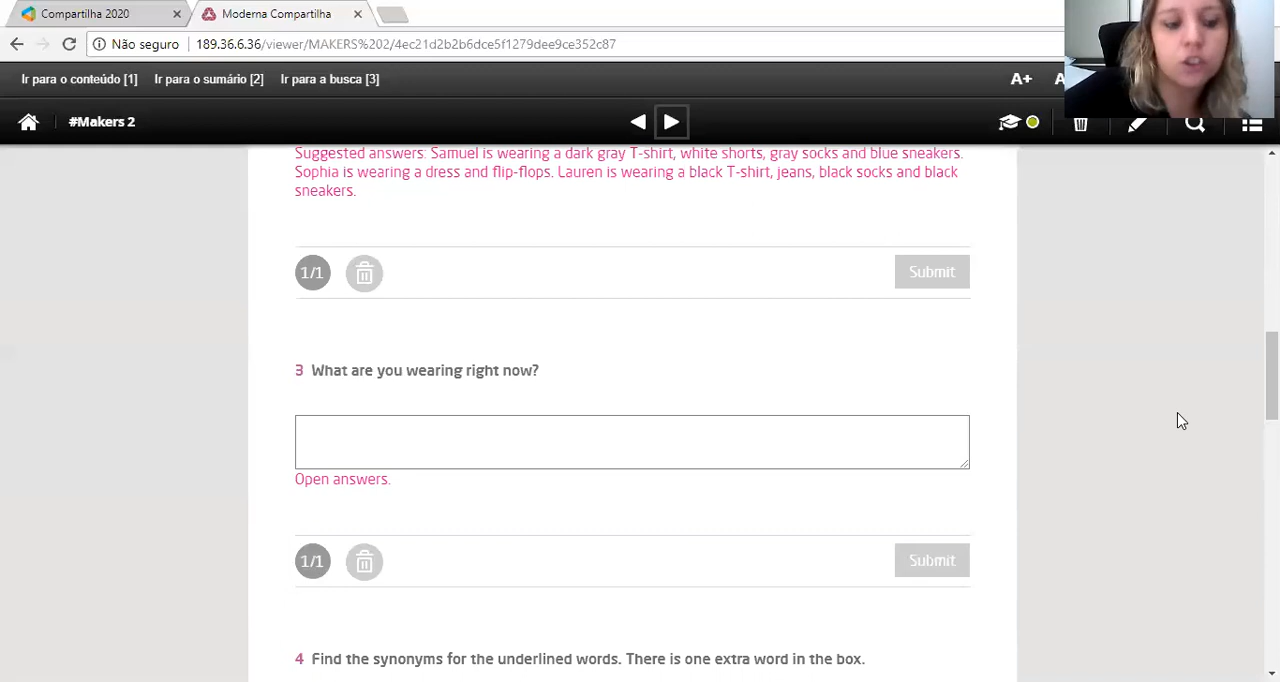 Compartilha 2020
Moderna Compartilha
Não seguro
189.36.6.36/viewer/MAKERS%202/4ec21d2b2b6dce5f1279dee9ce352c87
Ir para o conteúdo [1] Ir para o sumário [2] Ir para a busca [3]
A+
#Makers 2
Suggested answers: Samuel is wearing a dark gray T-shirt, white shorts, gray socks and blue sneakers.
Sophia is wearing a dress and flip-flops. Lauren is wearing a black T-shirt, jeans, black socks and black
sneakers.
1/1
Submit
3 What are you wearing right now?
Open answers.
1/1
Submit
4 Find the synonyms for the underlined words. There is one extra word in the box.